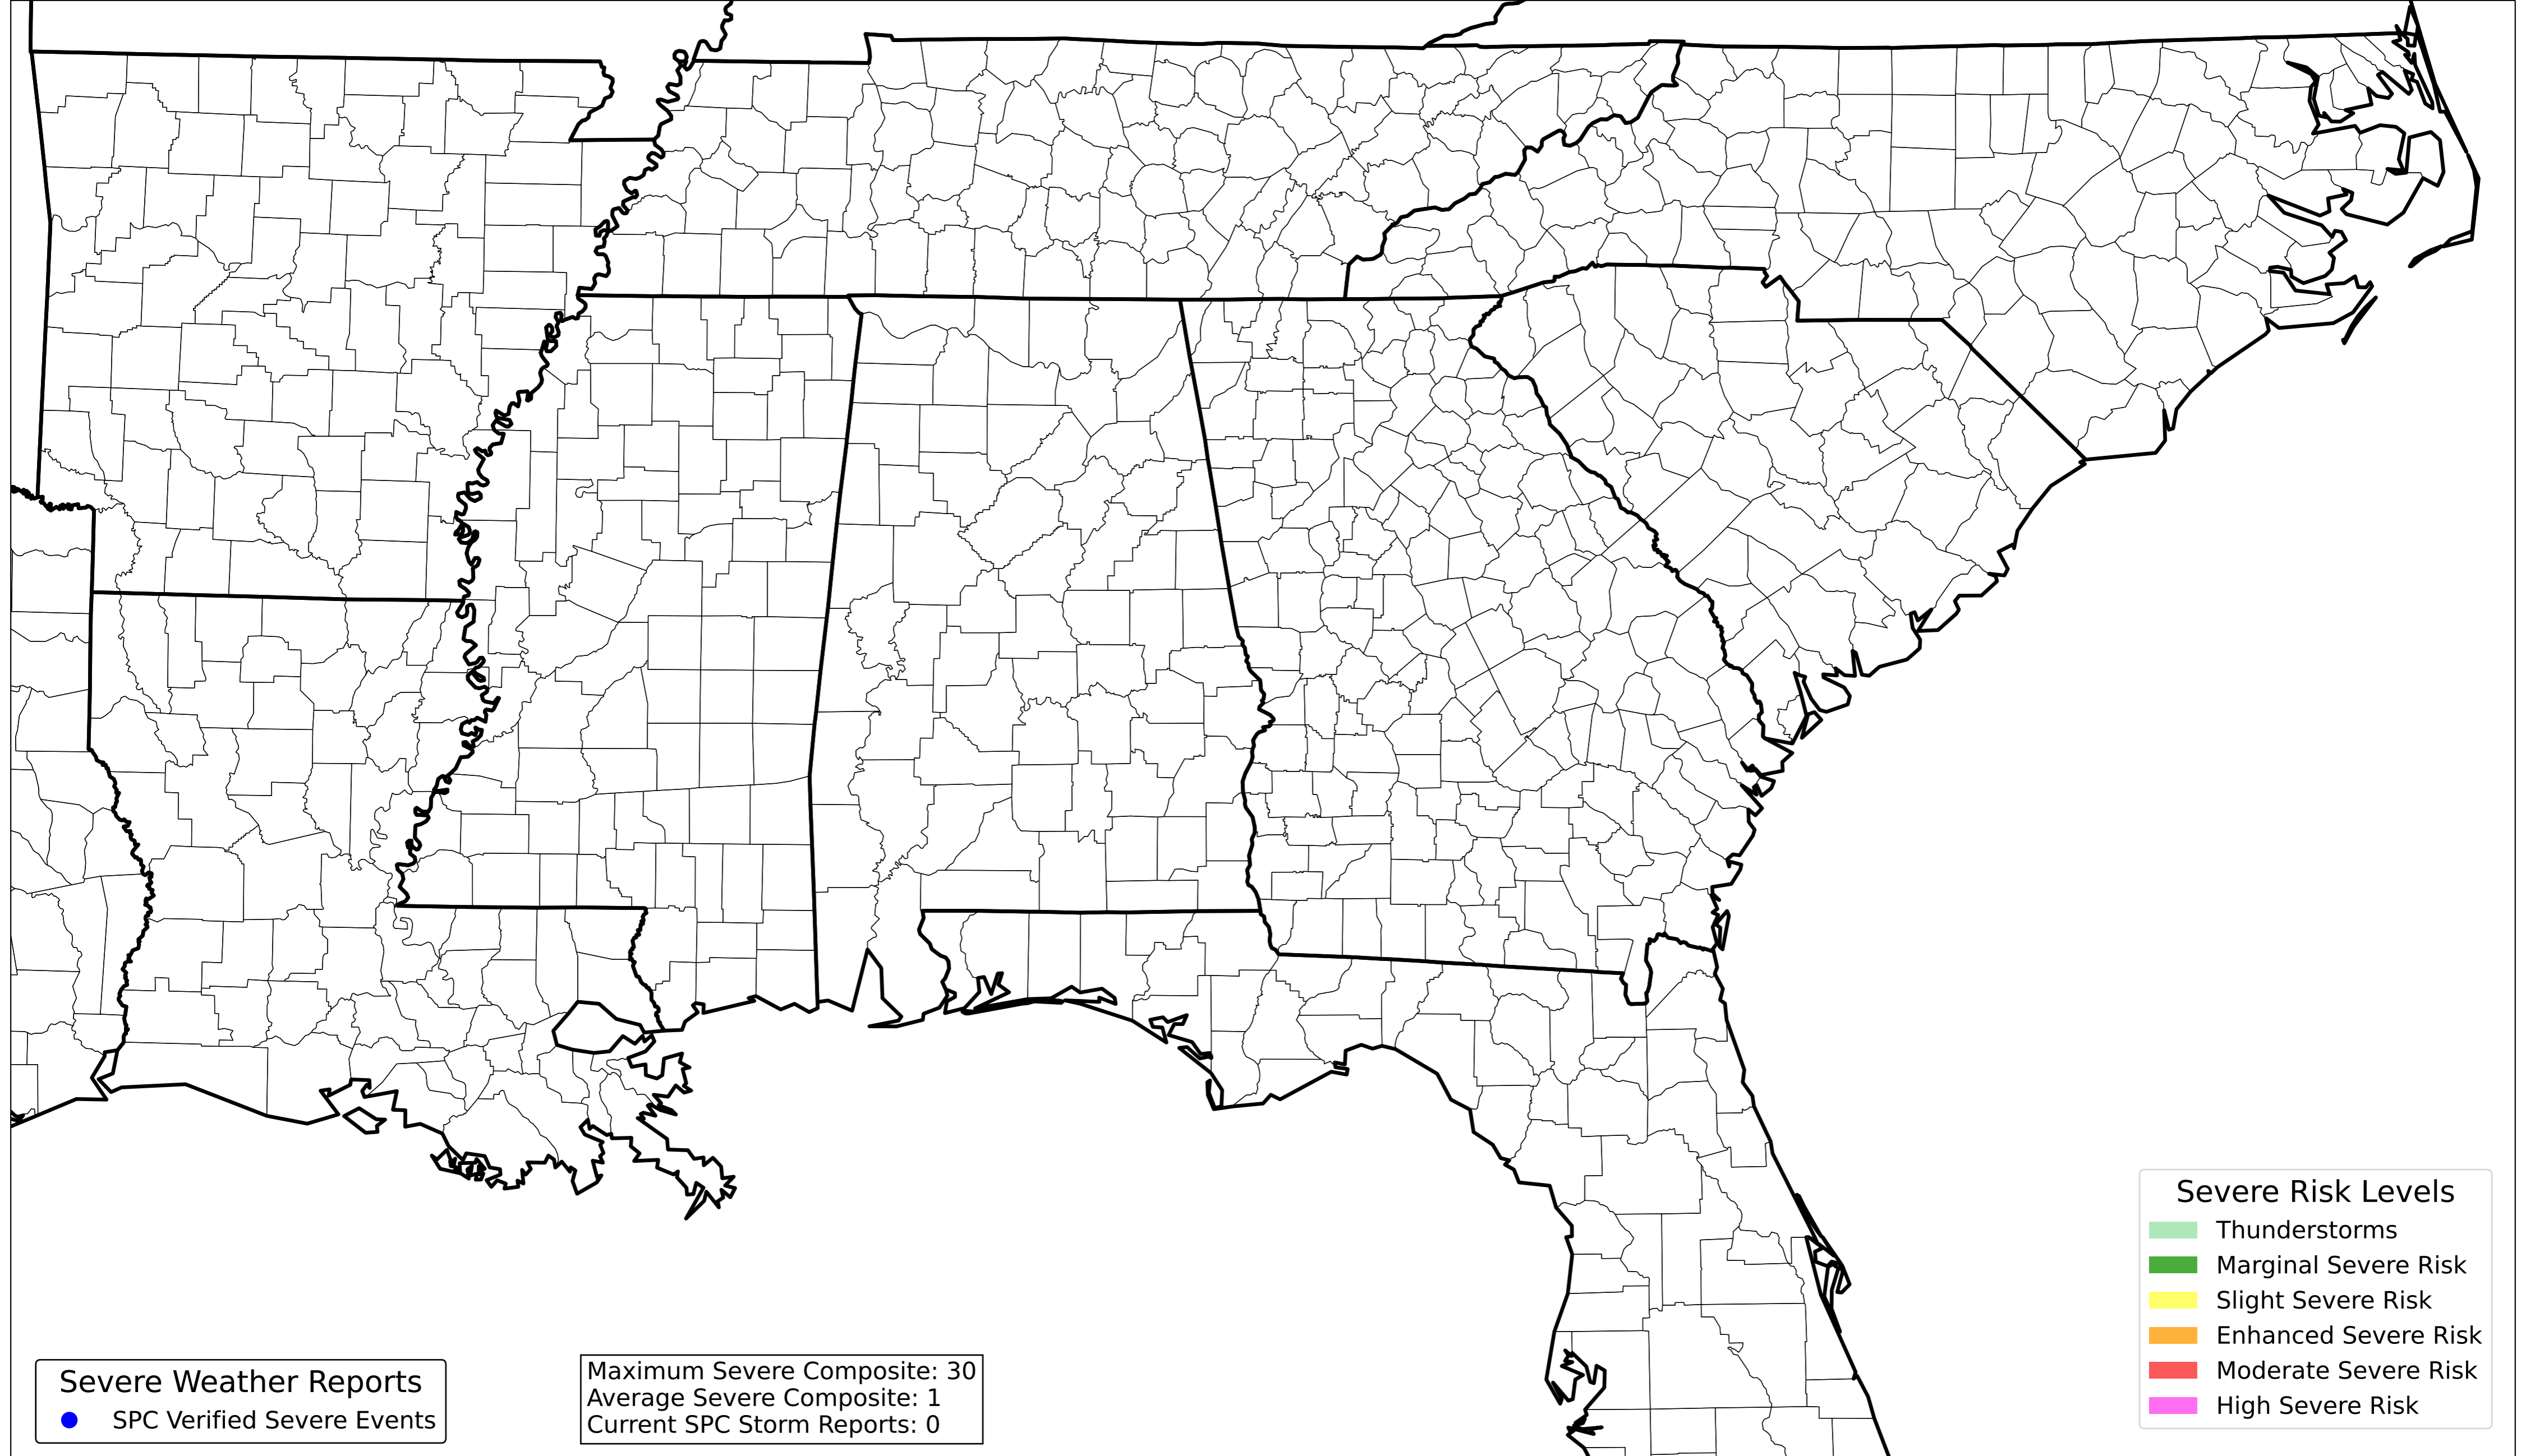 Severe Weather Reports
SPC Verified Severe Events
Maximum Severe Composite: 30
Average Severe Composite: 1
Current SPC Storm Reports: 0
Severe Risk Levels
Thunderstorms
Marginal Severe Risk
Slight Severe Risk
Enhanced Severe Risk
Moderate Severe Risk
High Severe Risk